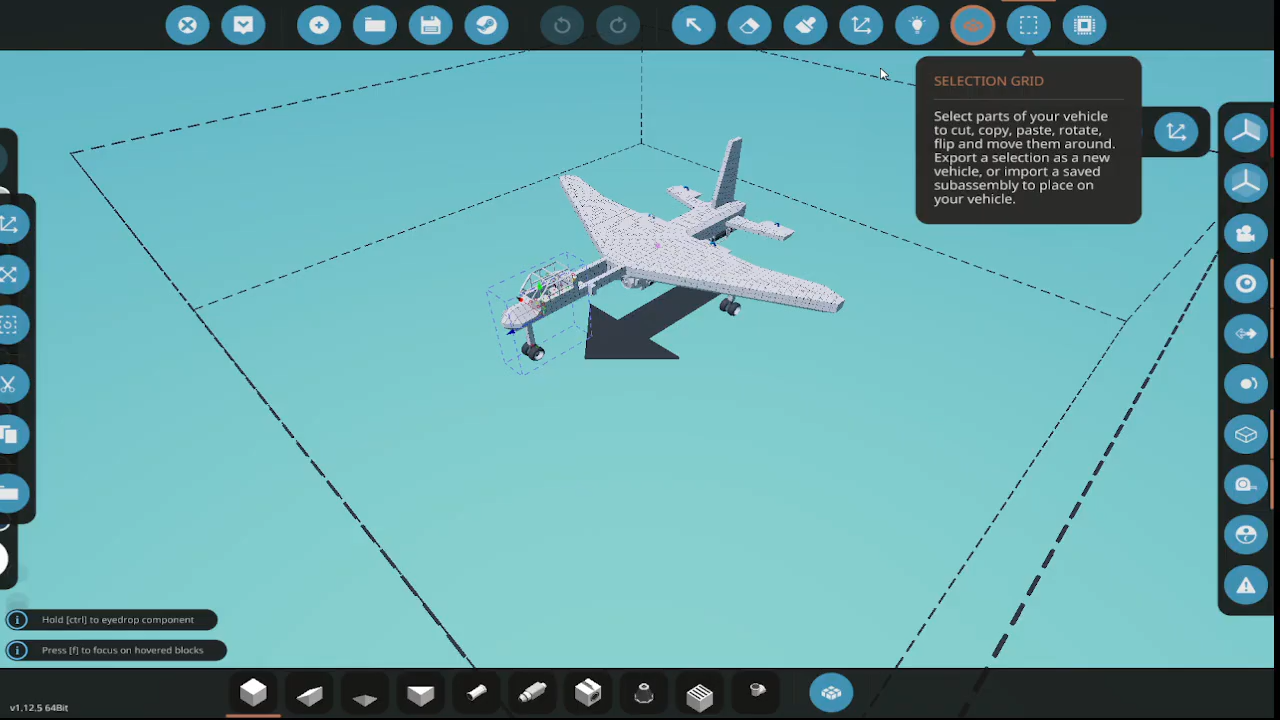 SELECTION GRID
Select parts of your vehicle
to cut, copy, paste, rotate,
flip and move them around.
Export a selection as a new
vehicle, or import a saved
subassembly to place on
your vehicle.
Hold [ctrl] to eyedrop component
Press [f] to focus on hovered blocks
v1.12.5 64Bit